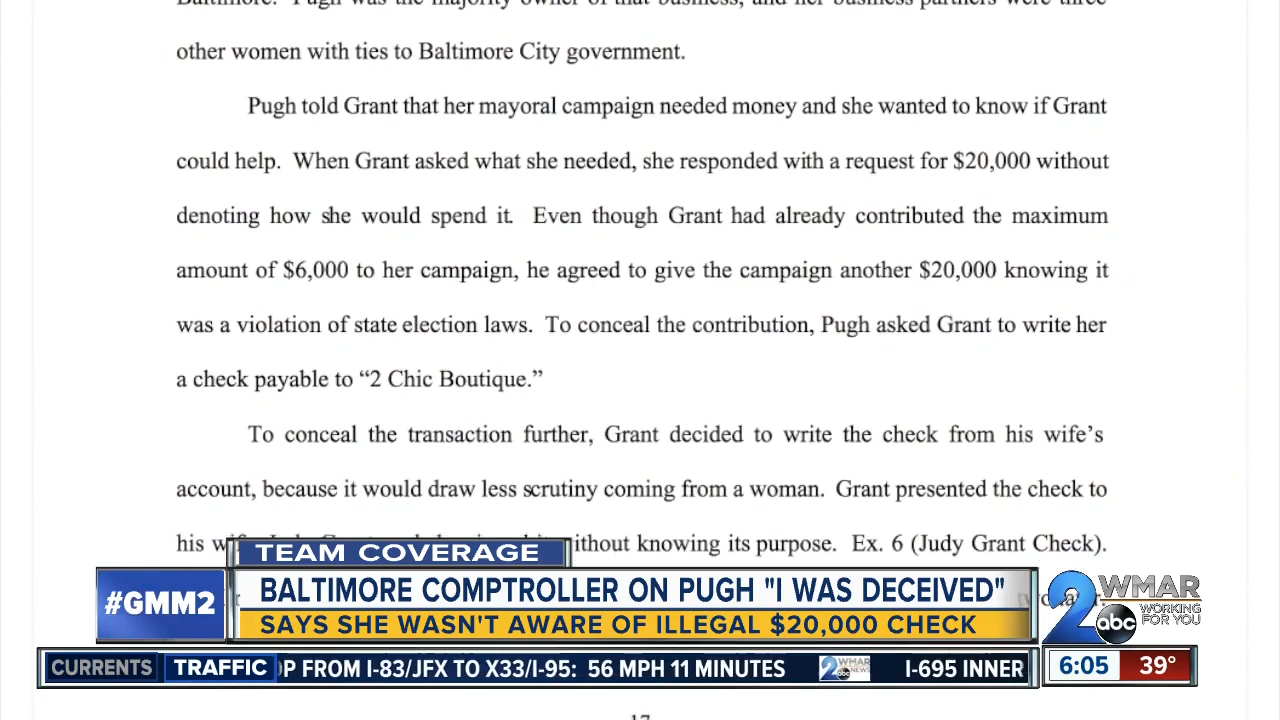 Baltimore. Pugh was the majority owner of that business, and her business partners were three
other women with ties to Baltimore City government.
Pugh told Grant that her mayoral campaign needed money and she wanted to know if Grant
could help. When Grant asked what she needed, she responded with a request for $20,000 without
denoting how she would spend it. Even though Grant had already contributed the maximum
amount of $6,000 to her campaign, he agreed to give the campaign another $20,000 knowing it
was a violation of state election laws. To conceal the contribution, Pugh asked Grant to write her
a check payable to “2 Chic Boutique.”
To conceal the transaction further, Grant decided to write the check from his wife’s
account, because it would draw less scrutiny coming from a woman. Grant presented the check to
his without knowing its purpose. Ex. 6 (Judy Grant Check).
TEAM COVERAGE
#GMM2
BALTIMORE COMPTROLLER ON PUGH "I WAS DECEIVED"
SAYS SHE WASN'T AWARE OF ILLEGAL $20,000 CHECK
2 WMAR
abc
WORKING
FOR YOU
CURRENTS
TRAFFIC
OP FROM I-83/JFX TO X33/I-95: 56 MPH 11 MINUTES
2 WMAR
abc NEWS
I-695 INNER
6:05
39°
17